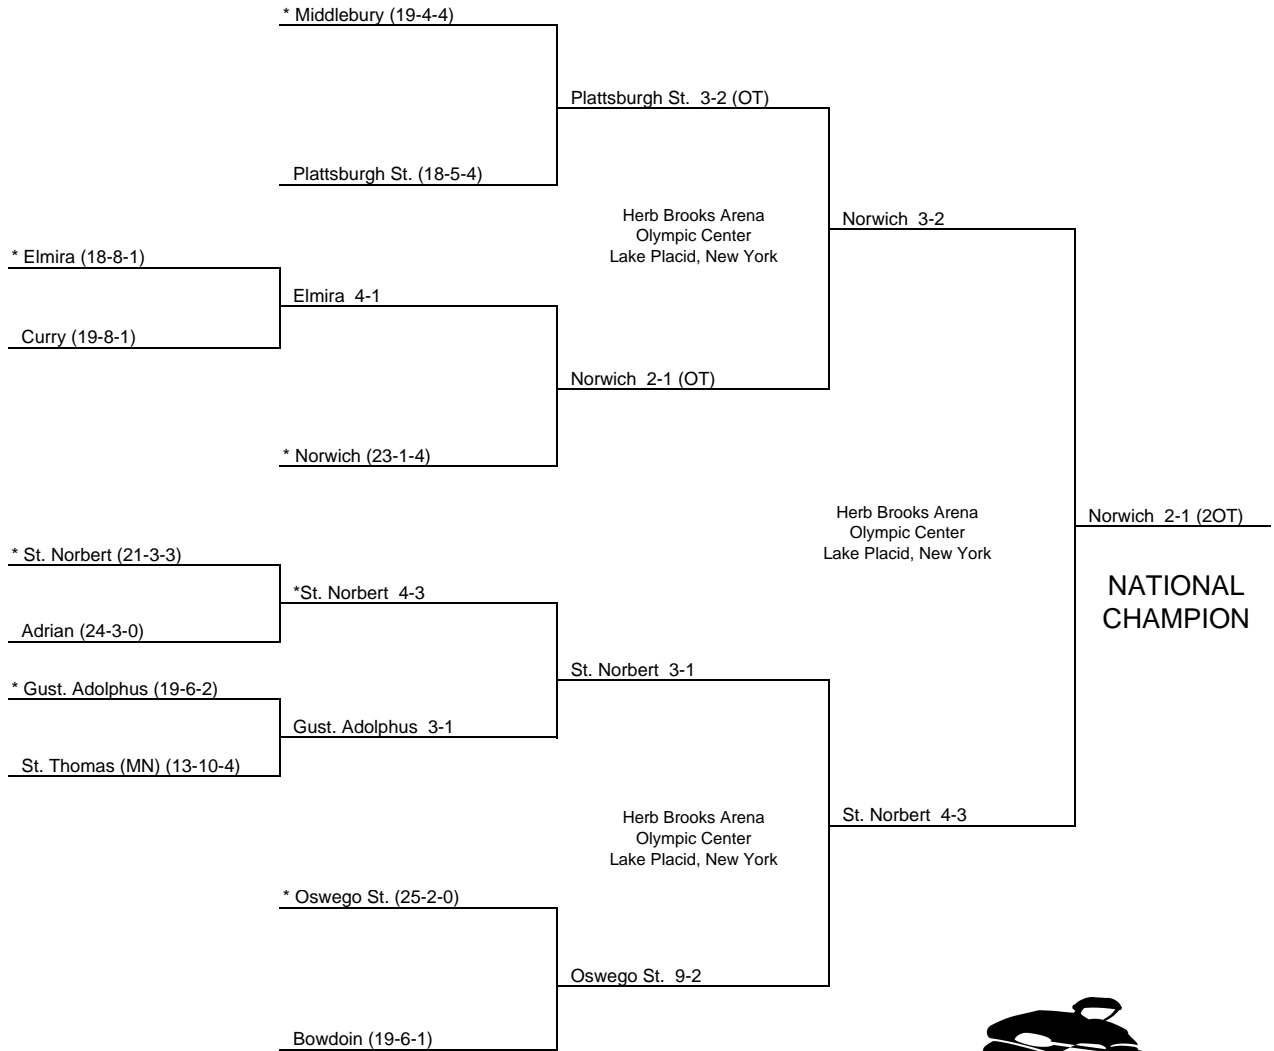 * Middlebury (19-4-4)
Plattsburgh St. 3-2 (OT)
Plattsburgh St. (18-5-4)
Herb Brooks Arena
Olympic Center
Lake Placid, New York
Norwich 3-2
* Elmira (18-8-1)
Elmira 4-1
Curry (19-8-1)
Norwich 2-1 (OT)
* Norwich (23-1-4)
Herb Brooks Arena
Olympic Center
Lake Placid, New York
Norwich 2-1 (2OT)
NATIONAL
CHAMPION
* St. Norbert (21-3-3)
*St. Norbert 4-3
Adrian (24-3-0)
St. Norbert 3-1
* Gust. Adolphus (19-6-2)
Gust. Adolphus 3-1
St. Thomas (MN) (13-10-4)
Herb Brooks Arena
Olympic Center
Lake Placid, New York
St. Norbert 4-3
* Oswego St. (25-2-0)
Oswego St. 9-2
Bowdoin (19-6-1)